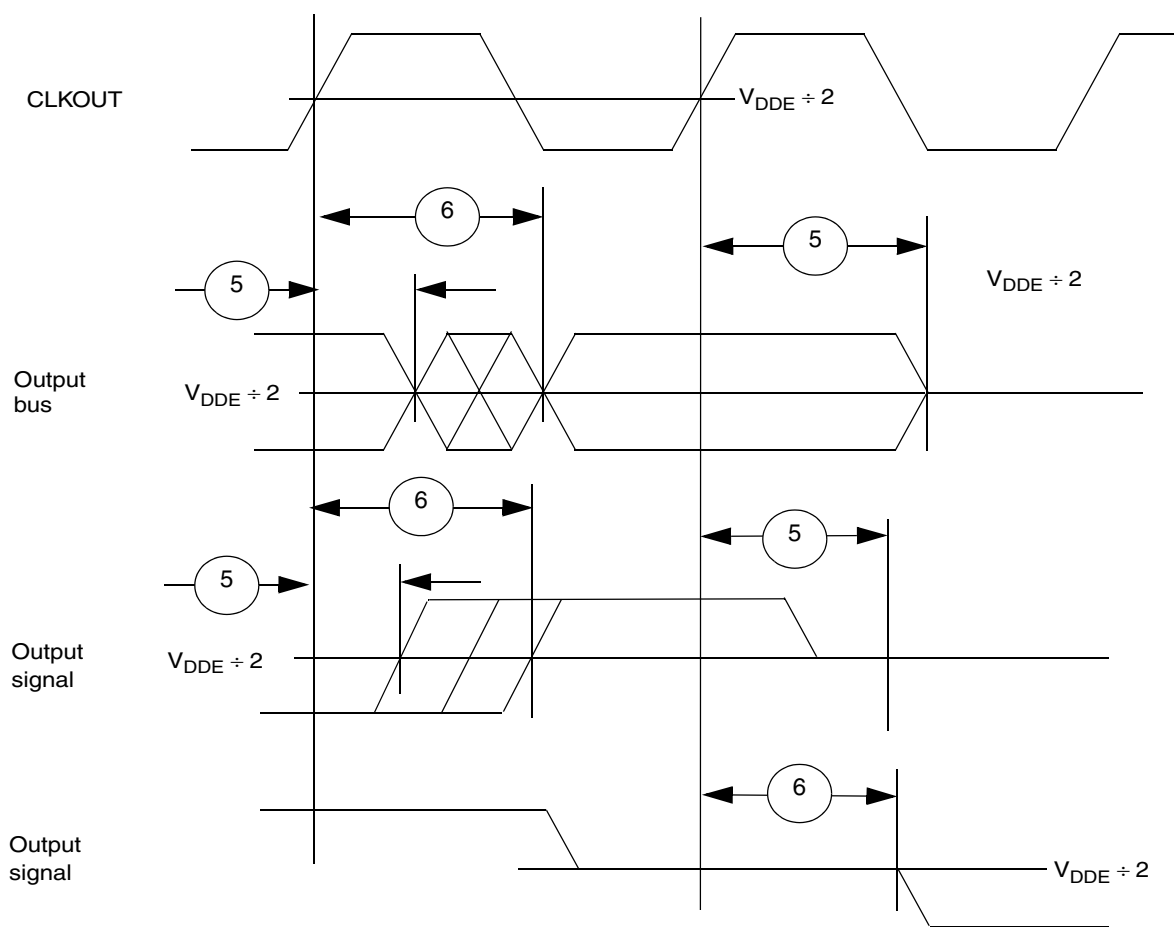 CLKOUT
V_DDE ÷ 2
6
5
5
V_DDE ÷ 2
Output
bus
V_DDE ÷ 2
6
5
5
Output
signal
V_DDE ÷ 2
6
Output
signal
V_DDE ÷ 2